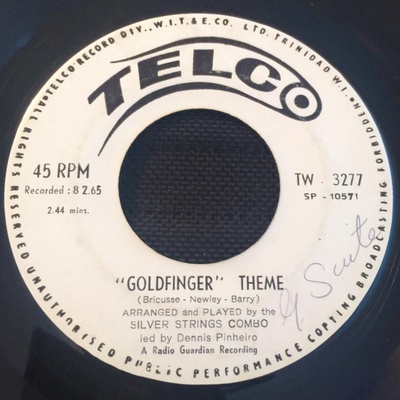 TELCO-RECORD DIV., W.I.T. & E. CO. LTD. TRINIDAD W.I. ALL RIGHTS RESERVED
UNAUTHORISED PUBLIC PERFORMANCE COPYING BROADCASTING FORBIDDEN
TELCO
45 RPM
Recorded : 8 2.65
2.44 mins.
TW - 3277
SP - 10571
"GOLDFINGER" THEME
(Bricusse - Newley - Barry)
ARRANGED and PLAYED by the
SILVER STRINGS COMBO
led by Dennis Pinheiro
A Radio Guardian Recording